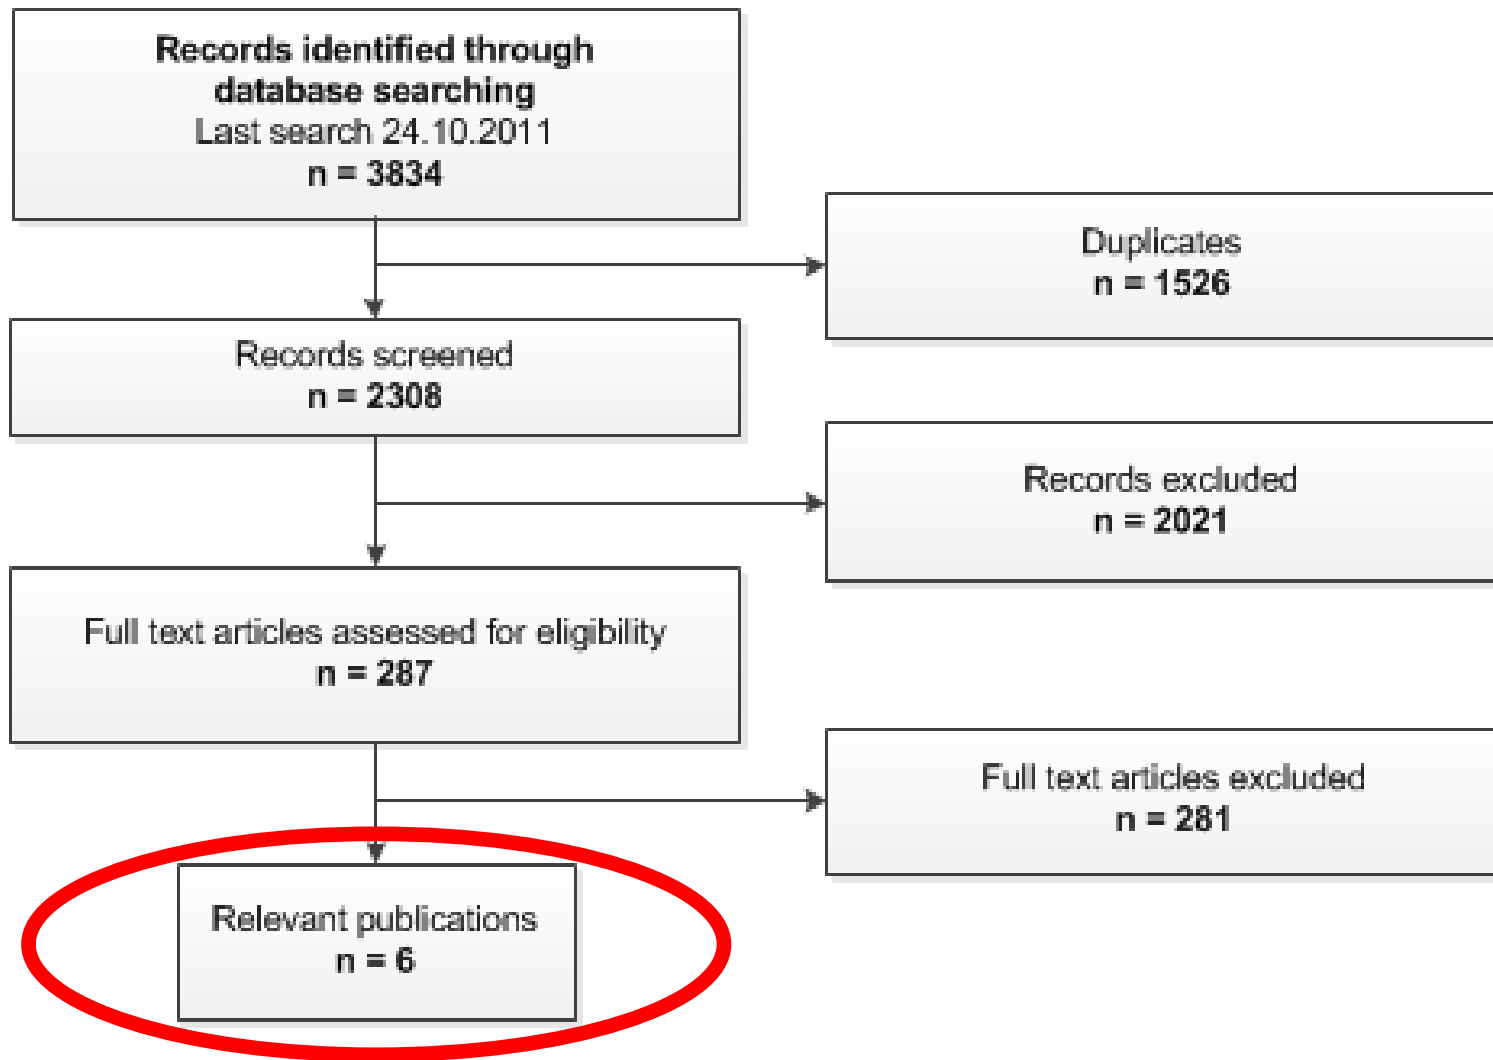 Records identified through
database searching
Last search 24.10.2011
n = 3834
Duplicates
n = 1526
Records screened
n = 2308
Records excluded
n = 2021
Full text articles assessed for eligibility
n = 287
Full text articles excluded
n = 281
Relevant publications
n = 6